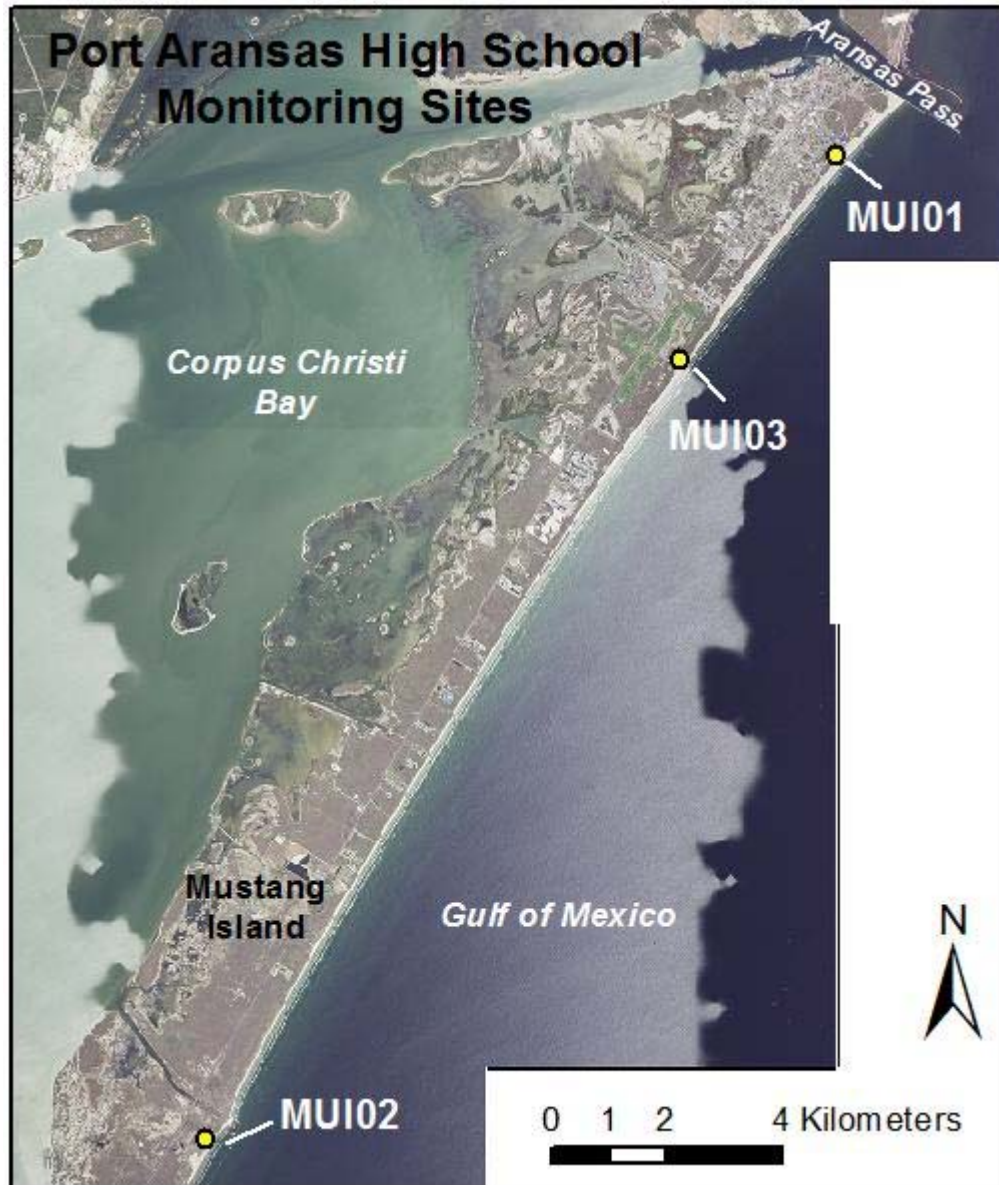 Port Aransas High School
Monitoring Sites
Aransas Pass
MUI01
MUI03
Corpus Christi
Bay
Mustang
Island
Gulf of Mexico
N
MUI02
0 1 2 4 Kilometers